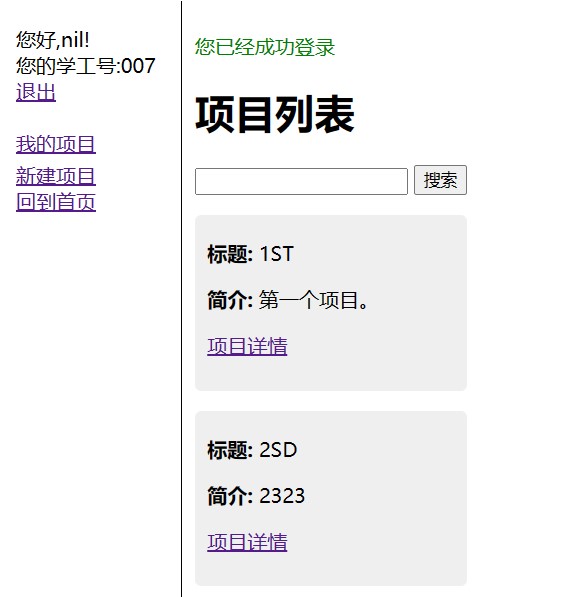 您好,nil!
您的学工号:007
退出
我的项目
新建项目
回到首页
您已经成功登录
项目列表
搜索
标题: 1ST
简介: 第一个项目。
项目详情
标题: 2SD
简介: 2323
项目详情